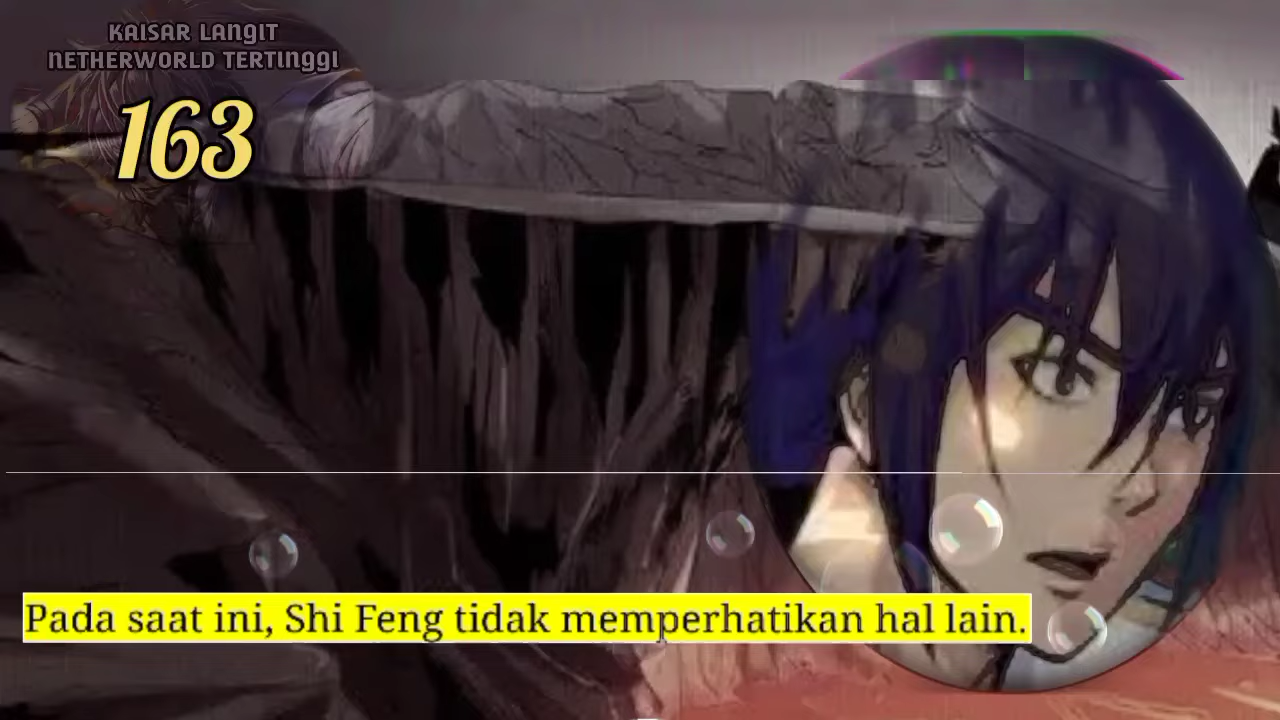 KAISAR LANGIT
NETHERWORLD TERTINGGI
163
Pada saat ini, Shi Feng tidak memperhatikan hal lain.